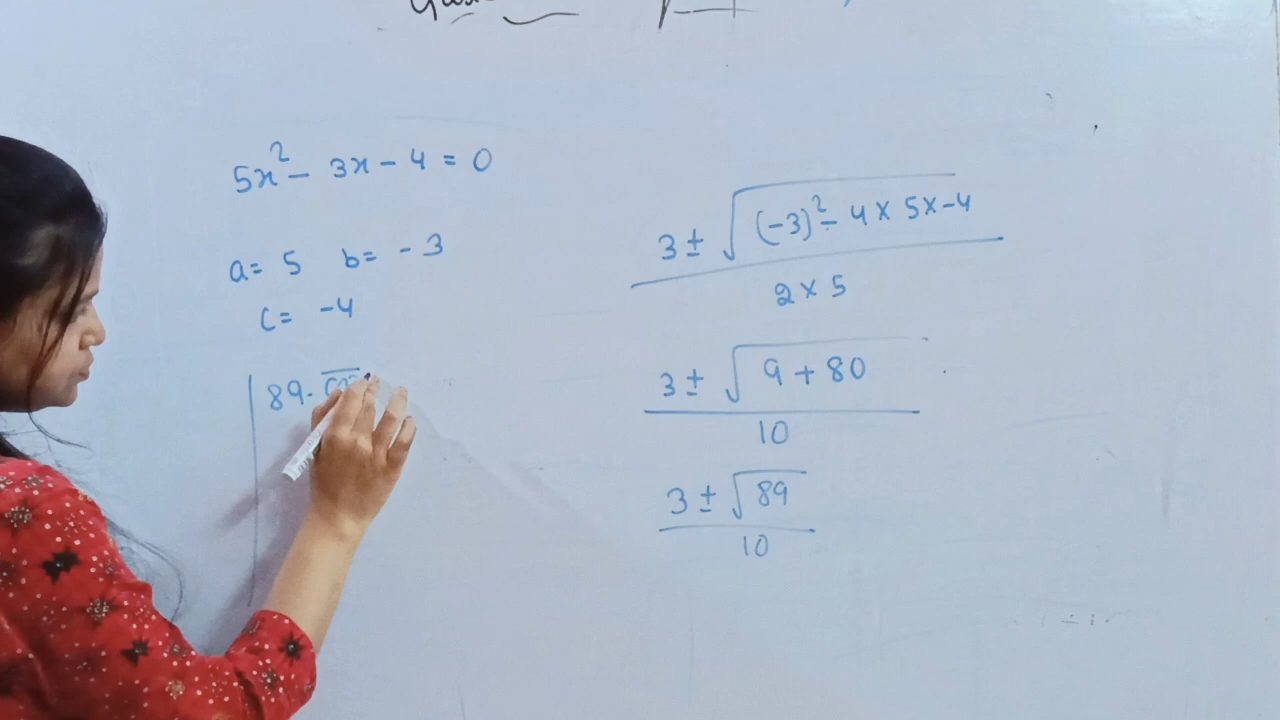 5x² - 3x - 4 = 0
a = 5 b = - 3
c = -4
89.
3 ± √(-3)² - 4 × 5 × -4
2 × 5
3 ± √9 + 80
10
3 ± √89
10